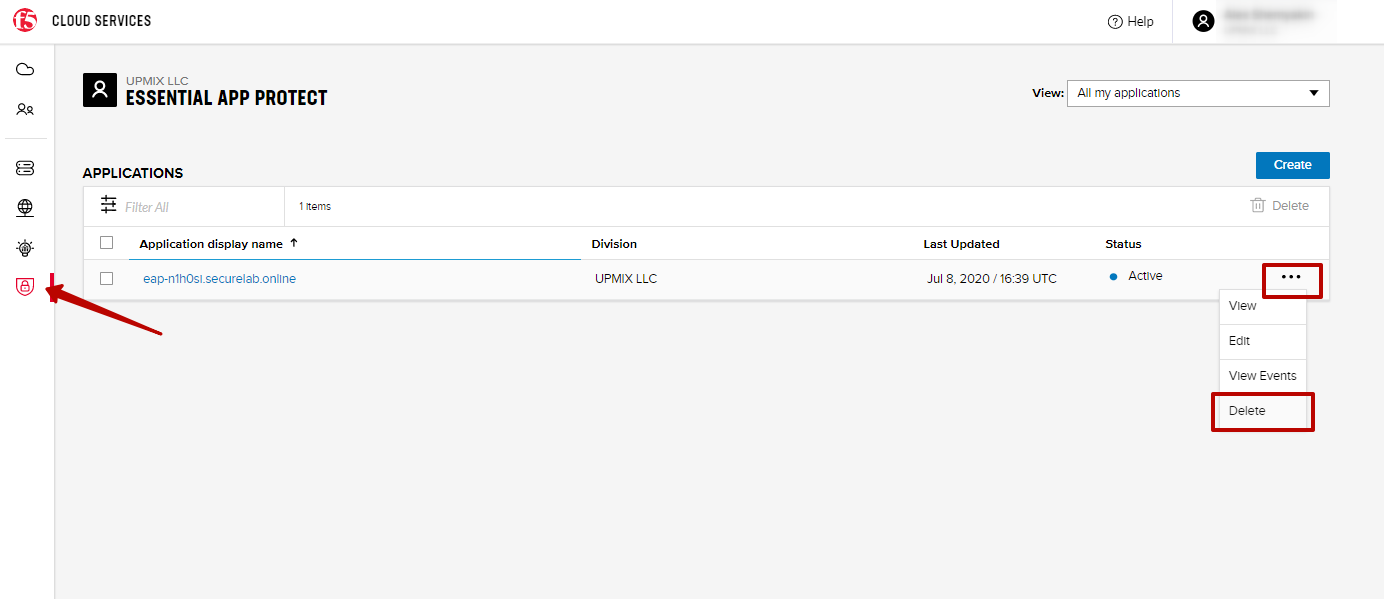 f5 CLOUD SERVICES
Help
UPMIX LLC
ESSENTIAL APP PROTECT
View: All my applications
APPLICATIONS
Create
Filter All
1 Items
Delete
Application display name Division Last Updated Status
eap-n1h0sl.securelab.online UPMIX LLC Jul 8, 2020 / 16:39 UTC Active
View
Edit
View Events
Delete